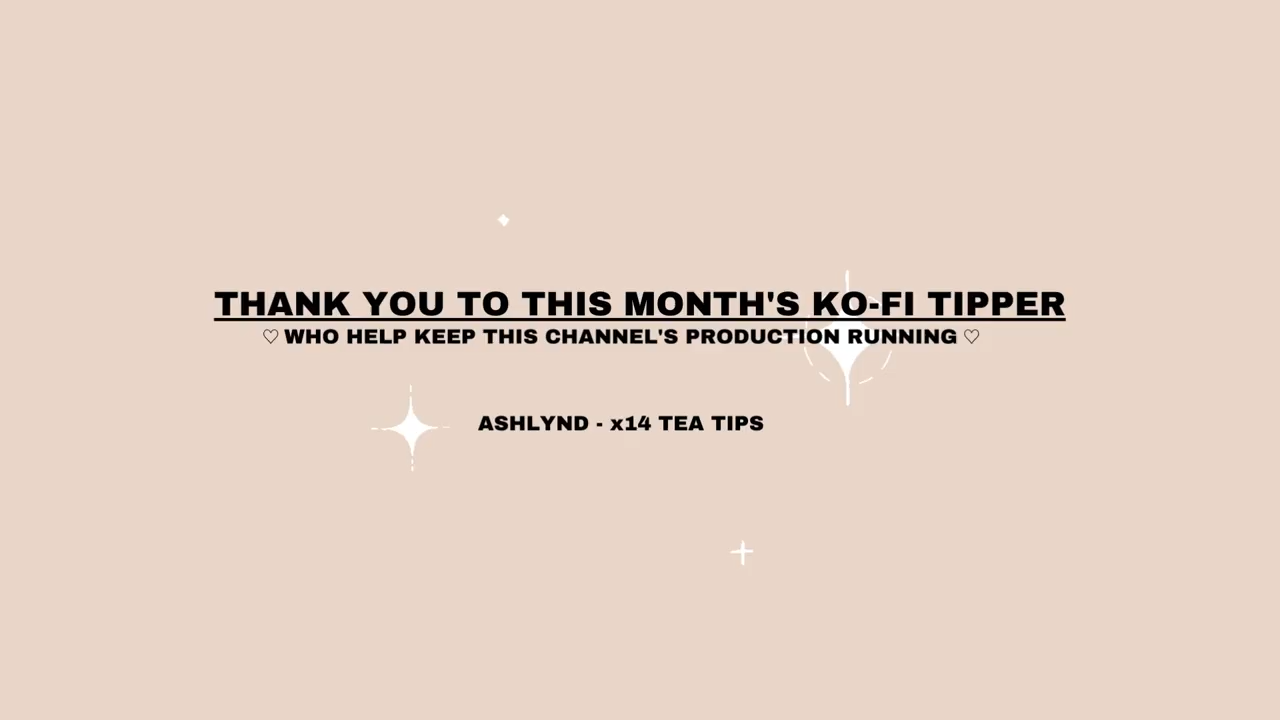 THANK YOU TO THIS MONTH'S KO-FI TIPPER
♡ WHO HELP KEEP THIS CHANNEL'S PRODUCTION RUNNING ♡
ASHLYND - x14 TEA TIPS